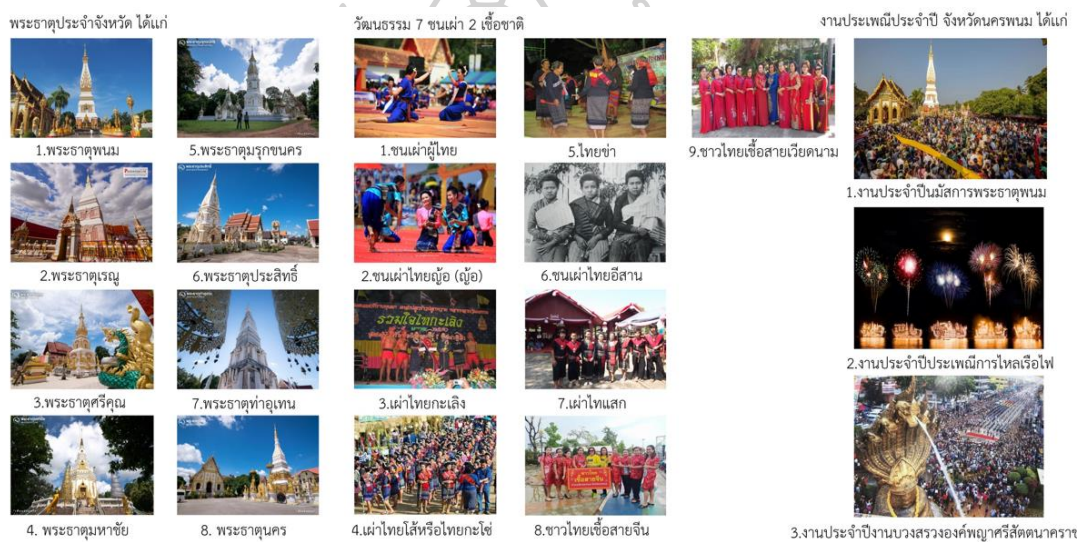 พระธาตุประจำจังหวัด ได้แก่
1.พระธาตุพนม
5.พระธาตุมรุกขนคร
2.พระธาตุเรณู
6.พระธาตุประสิทธิ์
3.พระธาตุศรีคุณ
7.พระธาตุท่าอุเทน
4. พระธาตุมหาชัย
8. พระธาตุนคร
วัฒนธรรม 7 ชนเผ่า 2 เชื้อชาติ
1.ชนเผ่าผู้ไทย
5.ไทยข่า
9.ชาวไทยเชื้อสายเวียดนาม
2.ชนเผ่าไทยญ้อ (ญ้อ)
6.ชนเผ่าไทยอีสาน
รวมใจไทกะเลิง
3.เผ่าไทยกะเลิง
7.เผ่าไทแสก
เชื้อสายจีน
4.เผ่าไทยโส้หรือไทยกะโซ่
8.ชาวไทยเชื้อสายจีน
งานประเพณีประจำปี จังหวัดนครพนม ได้แก่
1.งานประจำปีนมัสการพระธาตุพนม
2.งานประจำปีประเพณีการไหลเรือไฟ
3.งานประจำปีงานบวงสรวงองค์พญาศรีสัตตนาคราช